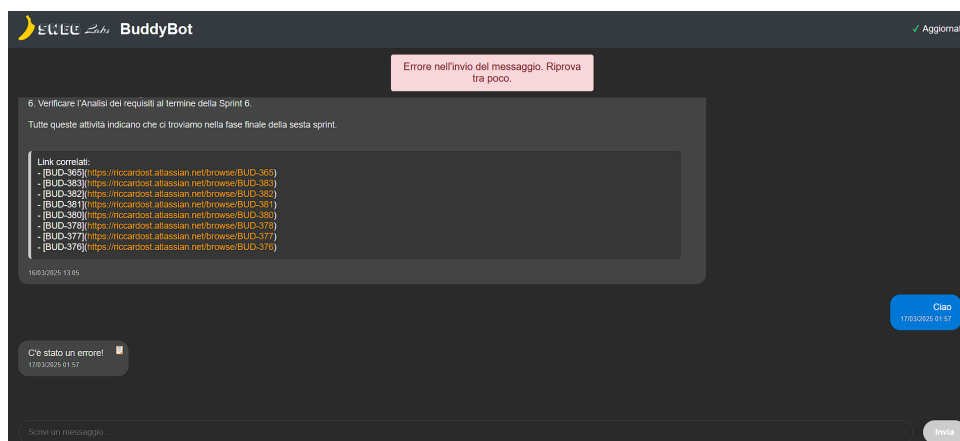 SWEG Labs BuddyBot
✓ Aggiornat
Errore nell'invio del messaggio. Riprova
tra poco.
6. Verificare l'Analisi dei requisiti al termine della Sprint 6.
Tutte queste attività indicano che ci troviamo nella fase finale della sesta sprint.
Link correlati:
- [BUD-365](https://riccardost.atlassian.net/browse/BUD-365)
- [BUD-383](https://riccardost.atlassian.net/browse/BUD-383)
- [BUD-382](https://riccardost.atlassian.net/browse/BUD-382)
- [BUD-381](https://riccardost.atlassian.net/browse/BUD-381)
- [BUD-380](https://riccardost.atlassian.net/browse/BUD-380)
- [BUD-378](https://riccardost.atlassian.net/browse/BUD-378)
- [BUD-377](https://riccardost.atlassian.net/browse/BUD-377)
- [BUD-376](https://riccardost.atlassian.net/browse/BUD-376)
16/03/2025 13:05
Ciao
17/03/2025 01:57
C'è stato un errore!
17/03/2025 01:57
Scrivi un messaggio...
Invia